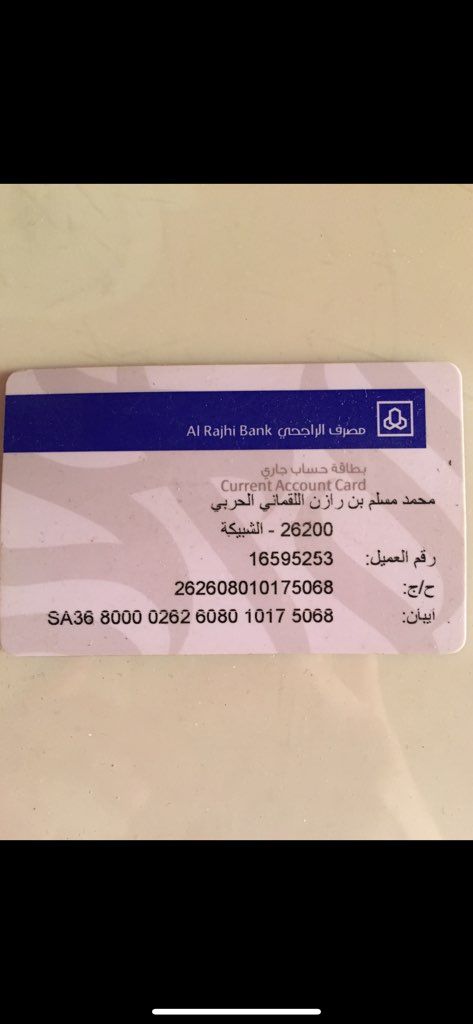 مصرف الراجحي Al Rajhi Bank
بطاقة حساب جاري
Current Account Card
محمد مسلم بن رازن اللقماني الحربي
26200 - الشبيكة
رقم العميل: 16595253
ح/ج: 262608010175068
آيبان: SA36 8000 0262 6080 1017 5068